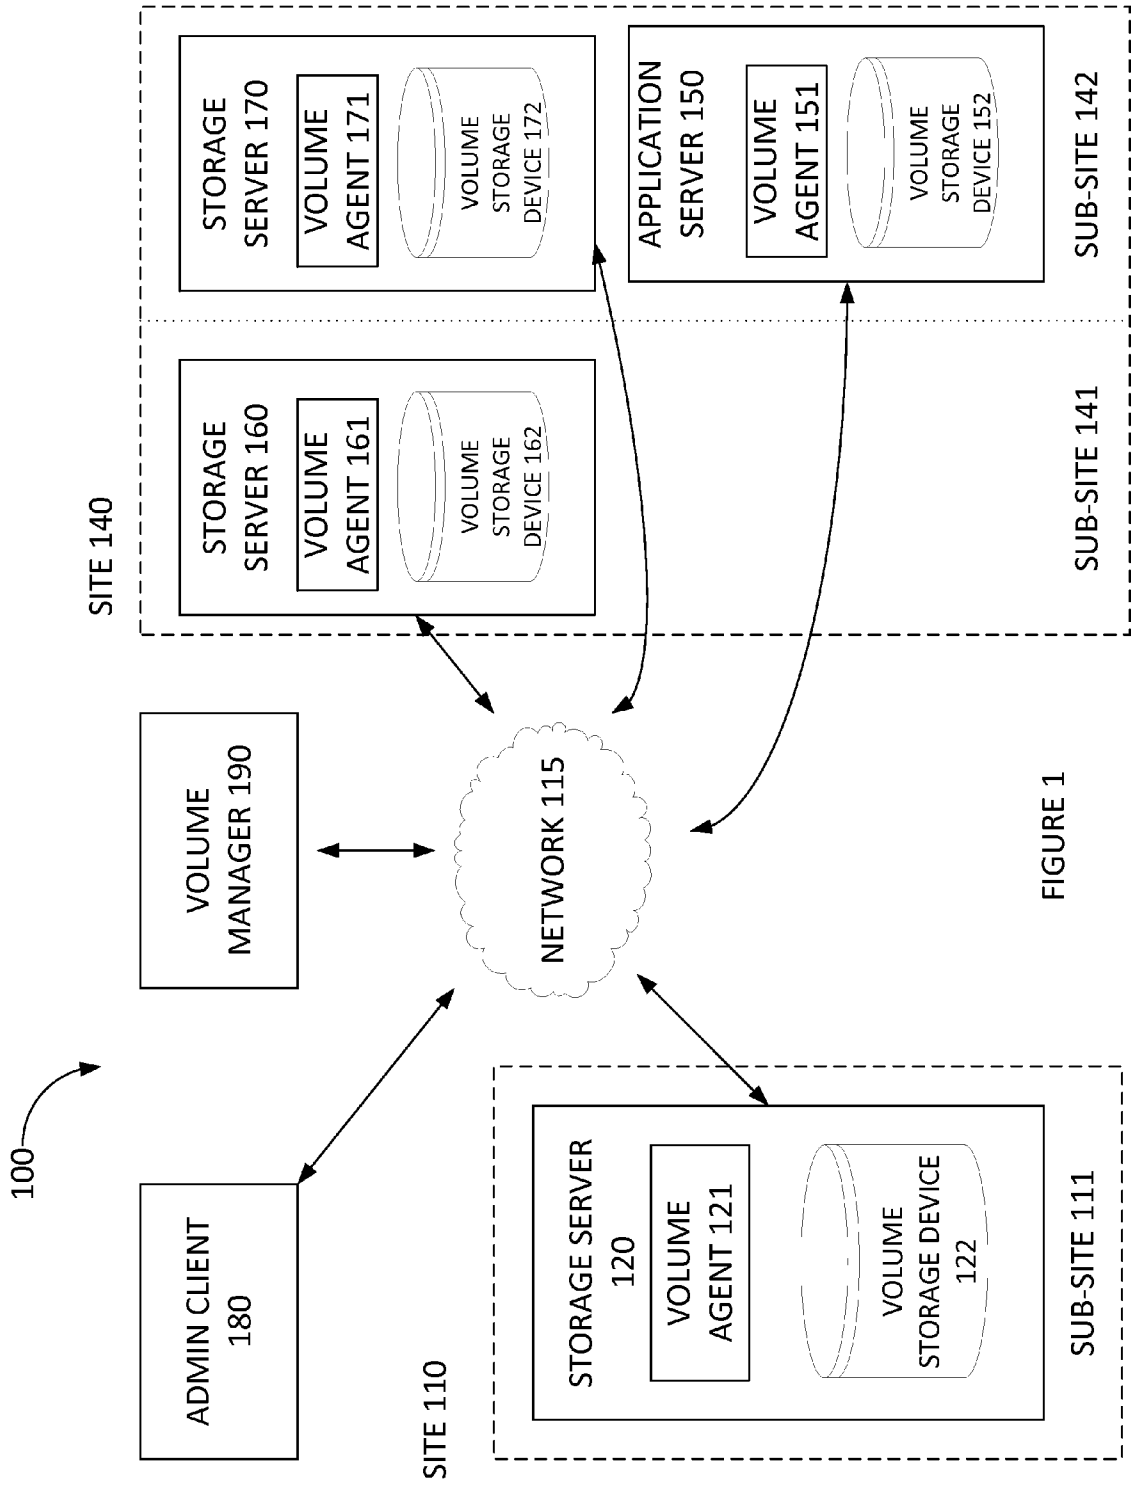 100
ADMIN CLIENT
180
VOLUME
MANAGER 190
SITE 140
STORAGE
SERVER 160
VOLUME
AGENT 161
VOLUME
STORAGE
DEVICE 162
SUB-SITE 141
STORAGE
SERVER 170
VOLUME
AGENT 171
VOLUME
STORAGE
DEVICE 172
APPLICATION
SERVER 150
VOLUME
AGENT 151
VOLUME
STORAGE
DEVICE 152
SUB-SITE 142
NETWORK 115
SITE 110
STORAGE SERVER
120
VOLUME
AGENT 121
VOLUME
STORAGE DEVICE
122
SUB-SITE 111
FIGURE 1